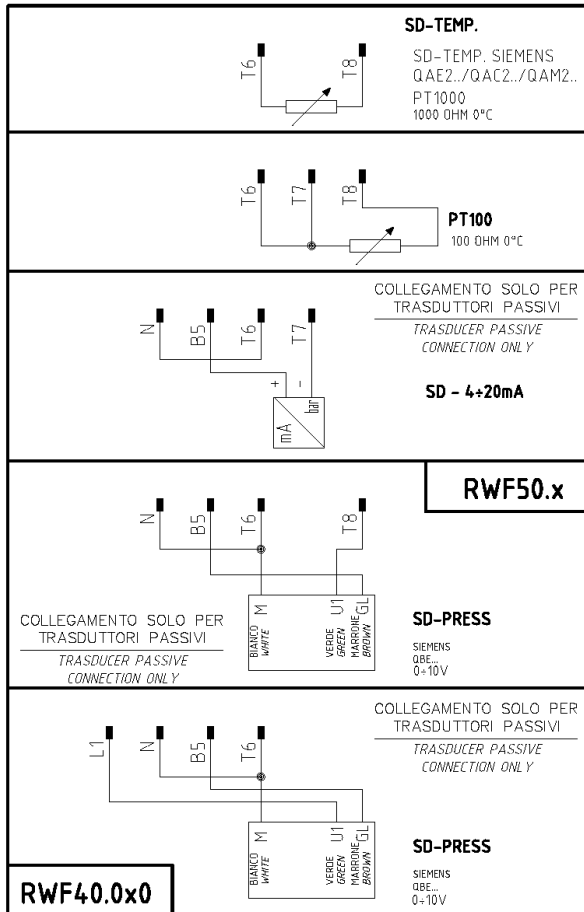 SD-TEMP.
T6
T8
SD-TEMP. SIEMENS
QAE2../QAC2../QAM2..
PT1000
1000 OHM 0°C
T6
T7
T8
PT100
100 OHM 0°C
COLLEGAMENTO SOLO PER
TRASDUTTORI PASSIVI
TRASDUCER PASSIVE
CONNECTION ONLY
N
B5
T6
T7
+
-
mA
bar
SD - 4÷20mA
RWF50.x
N
B5
T6
T8
M
U1
GL
BIANCO
WHITE
VERDE
GREEN
MARRONE
BROWN
COLLEGAMENTO SOLO PER
TRASDUTTORI PASSIVI
TRASDUCER PASSIVE
CONNECTION ONLY
SD-PRESS
SIEMENS
QBE...
0÷10V
COLLEGAMENTO SOLO PER
TRASDUTTORI PASSIVI
TRASDUCER PASSIVE
CONNECTION ONLY
L1
N
B5
T6
M
U1
GL
BIANCO
WHITE
VERDE
GREEN
MARRONE
BROWN
SD-PRESS
SIEMENS
QBE...
0÷10V
RWF40.0x0